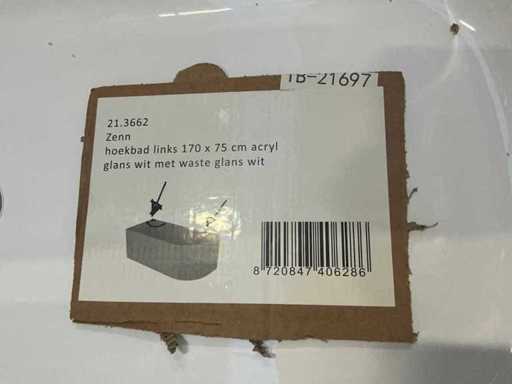 TB-21697
21.3662
Zenn
hoekbad links 170 x 75 cm acryl
glans wit met waste glans wit
8 720847 406286